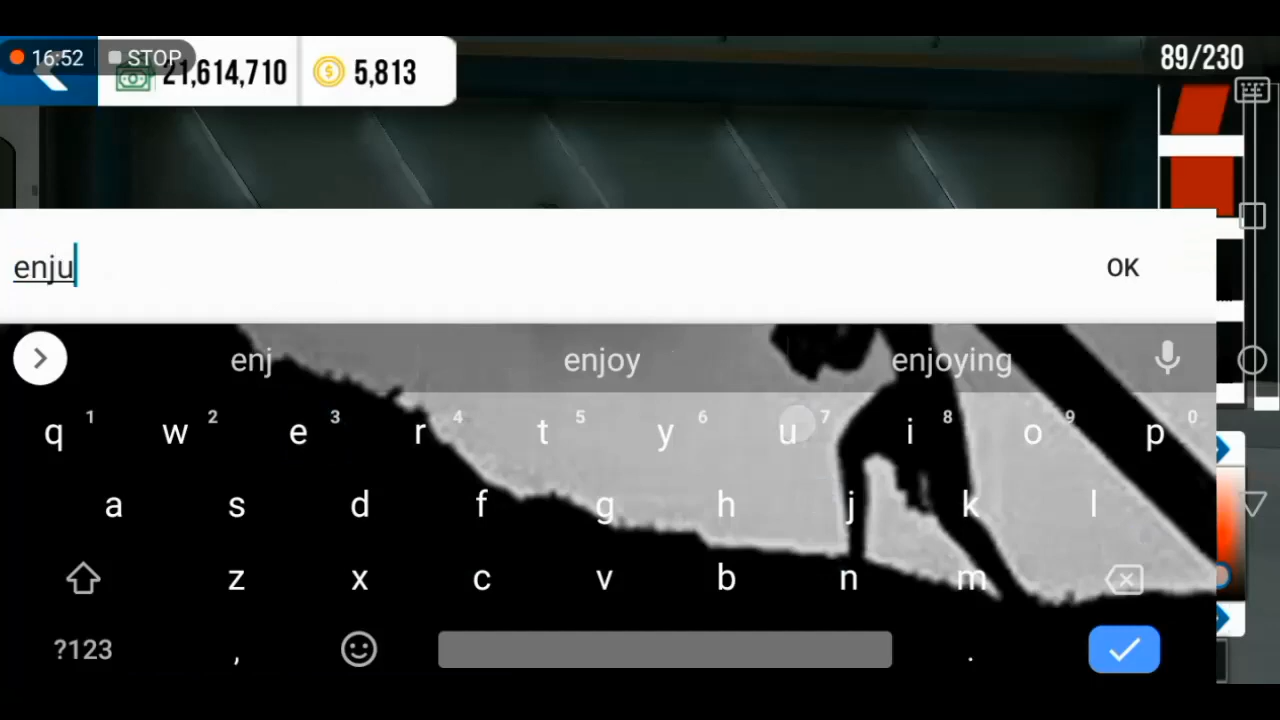 16:52 STOP 21,614,710 5,813 89/230
enju OK
enj enjoy enjoying
q 1 w 2 e 3 r 4 t 5 y 6 u 7 i 8 o 9 p 0
a s d f g h j k l
z x c v b n m
?123 , .